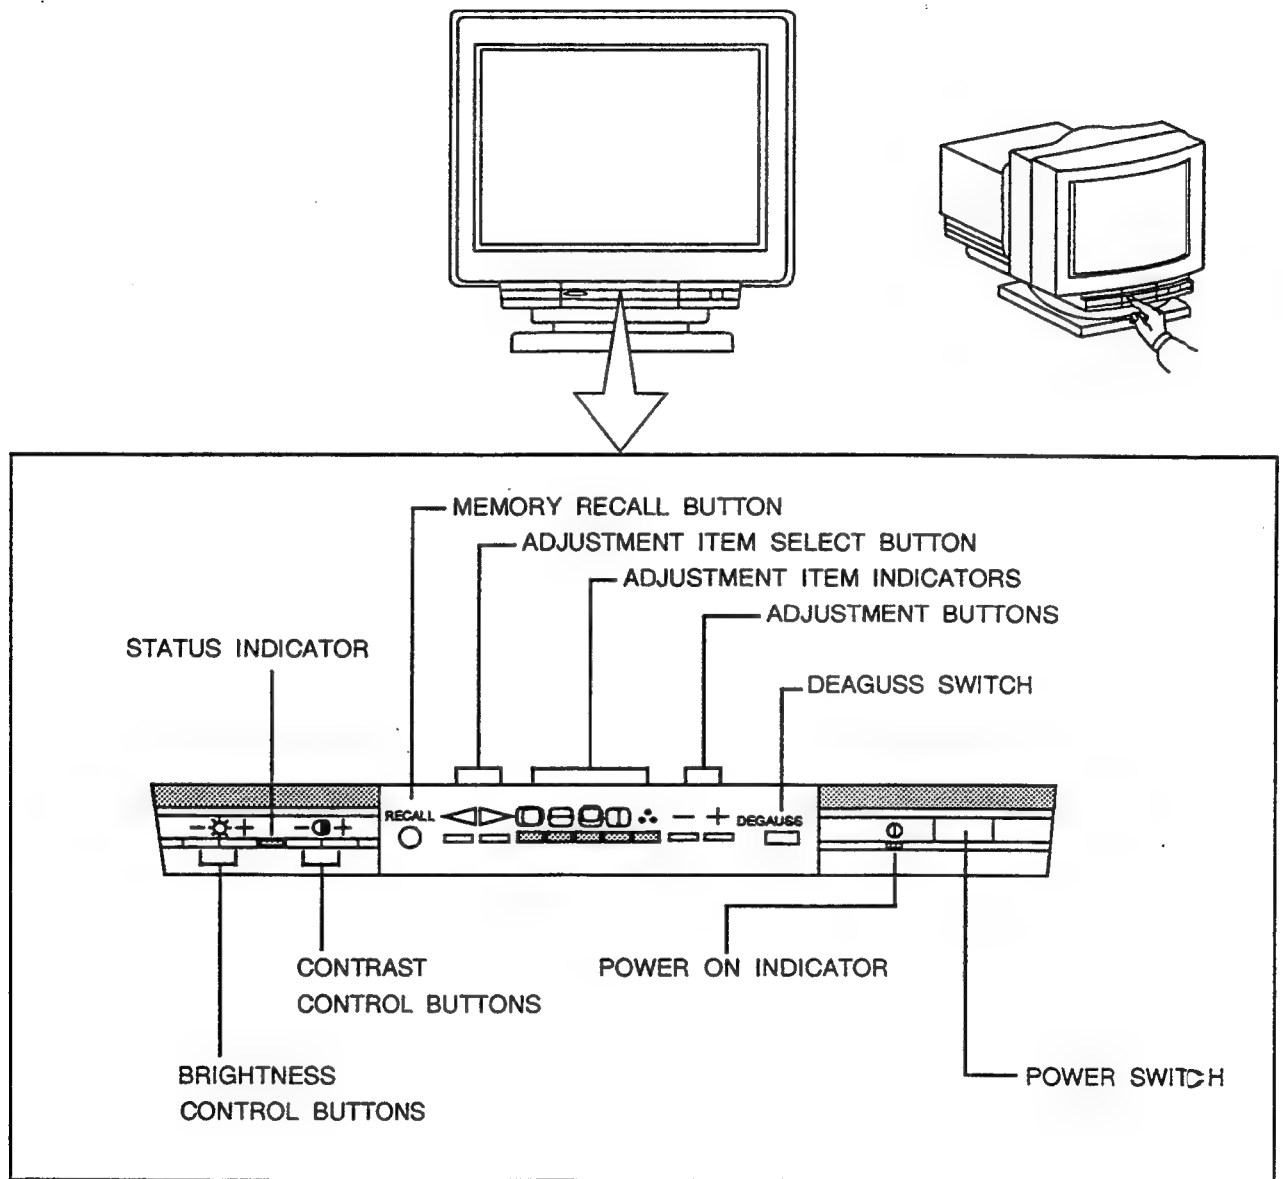 MEMORY RECALL BUTTON
ADJUSTMENT ITEM SELECT BUTTON
ADJUSTMENT ITEM INDICATORS
ADJUSTMENT BUTTONS
STATUS INDICATOR
DEAGUSS SWITCH
RECALL
DEGAUSS
- +
- +
- +
CONTRAST
CONTROL BUTTONS
POWER ON INDICATOR
BRIGHTNESS
CONTROL BUTTONS
POWER SWITCH